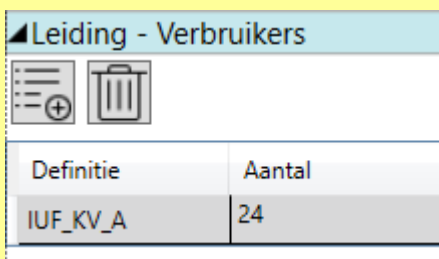 Leiding - Verbruikers
Definitie Aantal
IUF_KV_A 24